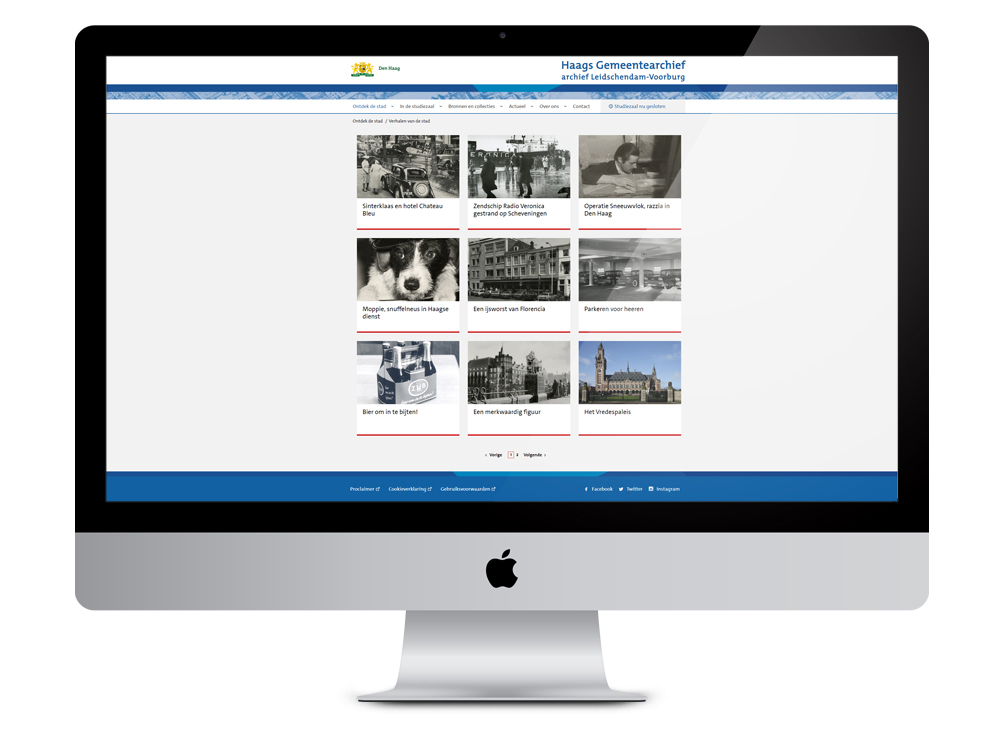 Den Haag
Haags Gemeentearchief
archief Leidschendam-Voorburg
Ontdek de stad
In de studiezaal
Bronnen en collecties
Actueel
Over ons
Contact
Studiezaal nu gesloten
Ontdek de stad / Verhalen van de stad
Sinterklaas en hotel Chateau
Bleu
Zendschip Radio Veronica
gestrand op Scheveningen
Operatie Sneeuwvlok, razzia in
Den Haag
Moppie, snuffelneus in Haagse
dienst
Een ijsworst van Florencia
Parkeren voor heeren
ZHB
Bier om in te bijten!
Een merkwaardig figuur
Het Vredespaleis
‹ Vorige 1 2 Volgende ›
Proclaimer
Cookieverklaring
Gebruiksvoorwaarden
Facebook
Twitter
Instagram